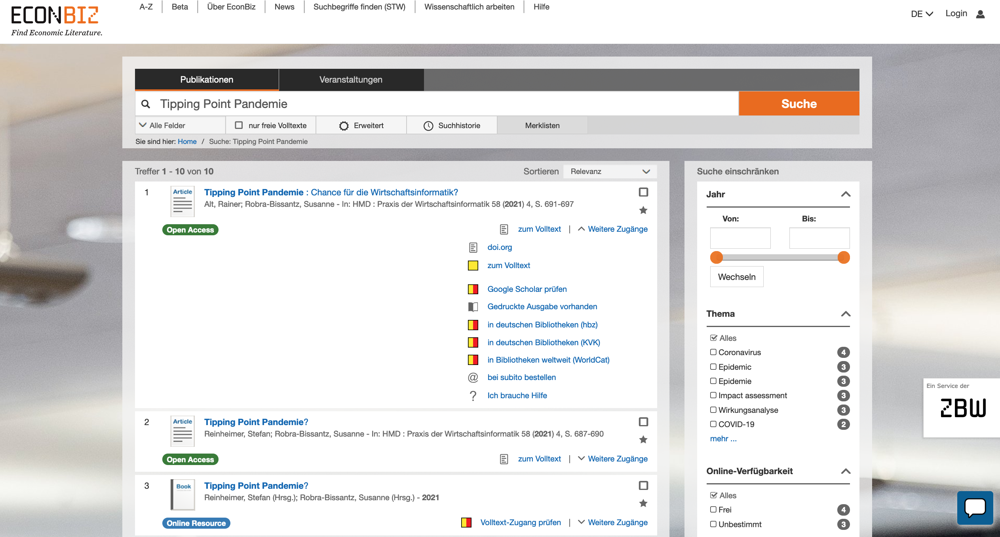 ECONBIZ
Find Economic Literature.
A-Z
Beta
Über EconBiz
News
Suchbegriffe finden (STW)
Wissenschaftlich arbeiten
Hilfe
DE
Login
Publikationen
Veranstaltungen
Tipping Point Pandemie
Suche
Alle Felder
nur freie Volltexte
Erweitert
Suchhistorie
Merklisten
Sie sind hier: Home / Suche: Tipping Point Pandemie
Treffer 1 - 10 von 10
Sortieren
Relevanz
1
Article
Tipping Point Pandemie : Chance für die Wirtschaftsinformatik?
Alt, Rainer; Robra-Bissantz, Susanne - In: HMD : Praxis der Wirtschaftsinformatik 58 (2021) 4, S. 691-697
Open Access
zum Volltext | Weitere Zugänge
doi.org
zum Volltext
Google Scholar prüfen
Gedruckte Ausgabe vorhanden
in deutschen Bibliotheken (hbz)
in deutschen Bibliotheken (KVK)
in Bibliotheken weltweit (WorldCat)
@ bei subito bestellen
? Ich brauche Hilfe
2
Article
Tipping Point Pandemie?
Reinheimer, Stefan; Robra-Bissantz, Susanne - In: HMD : Praxis der Wirtschaftsinformatik 58 (2021) 4, S. 687-690
Open Access
zum Volltext | Weitere Zugänge
3
Book
Tipping Point Pandemie?
Reinheimer, Stefan (Hrsg.); Robra-Bissantz, Susanne (Hrsg.) - 2021
Online Resource
Volltext-Zugang prüfen | Weitere Zugänge
Suche einschränken
Jahr
Von:
Bis:
Wechseln
Thema
Alles
Coronavirus 4
Epidemic 3
Epidemie 3
Impact assessment 3
Wirkungsanalyse 3
COVID-19 2
mehr ...
Online-Verfügbarkeit
Alles
Frei 4
Unbestimmt 3
Ein Service der
ZBW